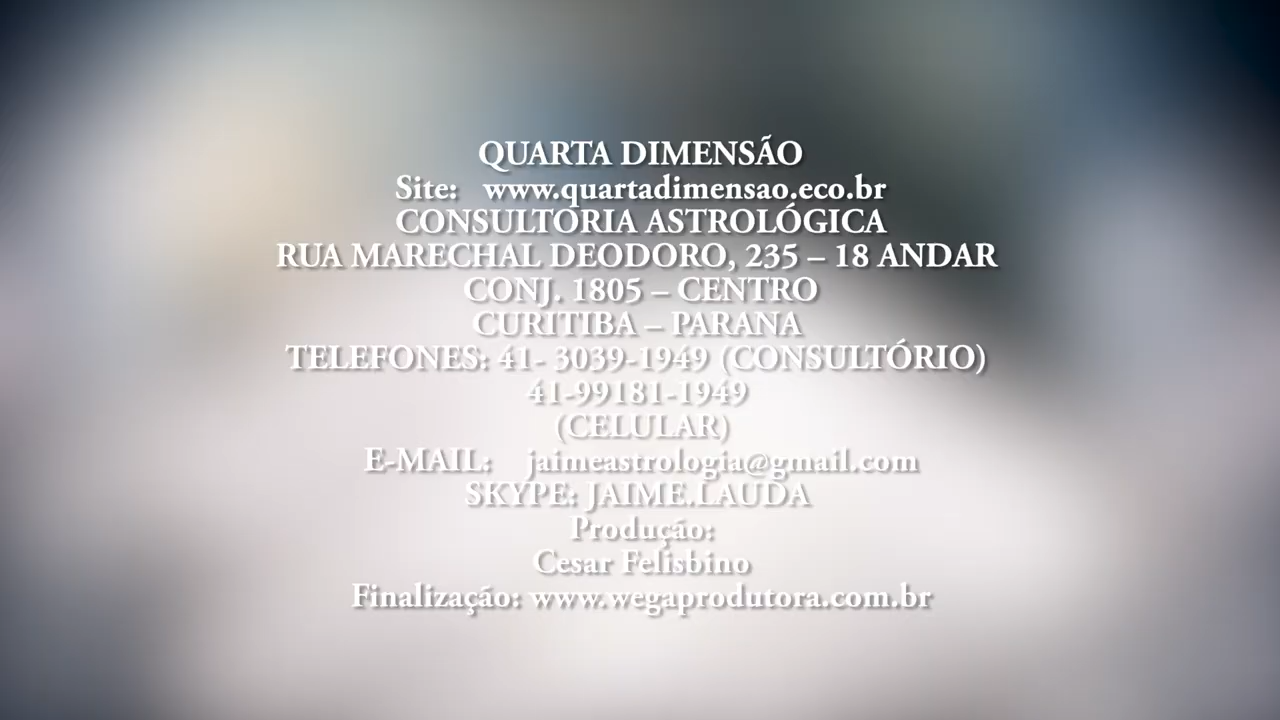 QUARTA DIMENSÃO
Site: www.quartadimensao.eco.br
CONSULTORIA ASTROLÓGICA
RUA MARECHAL DEODORO, 235 – 18 ANDAR
CONJ. 1805 – CENTRO
CURITIBA – PARANA
TELEFONES: 41- 3039-1949 (CONSULTÓRIO)
41-99181-1949
(CELULAR)
E-MAIL: jaimeastrologia@gmail.com
SKYPE: JAIME.LAUDA
Produção:
Cesar Felisbino
Finalização: www.wegaprodutora.com.br